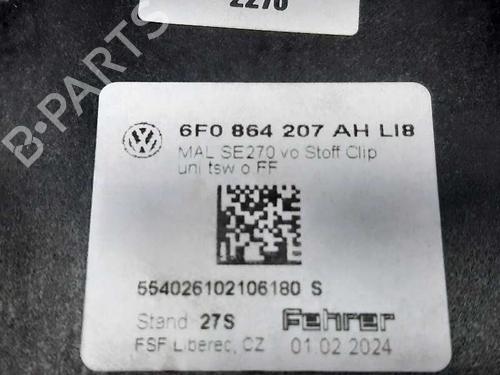 2270
6F0 864 207 AH LI8
MAL SE270 vo Stoff Clip
uni tsw o FF
554026102106180 S
Stand 27S Fehrer
FSF Liberec, CZ 01.02.2024
B-PARTS